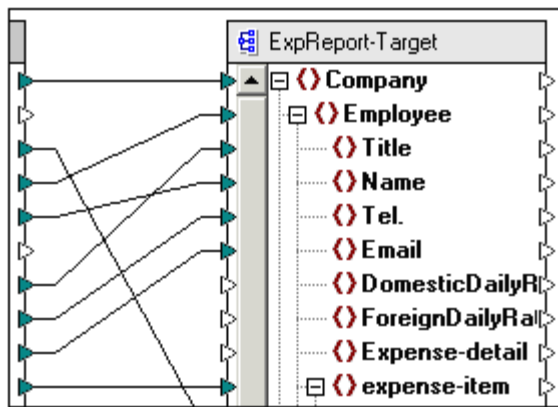 ExpReport-Target
Company
Employee
Title
Name
Tel.
Email
DomesticDailyR
ForeignDailyRa
Expense-detail
expense-item